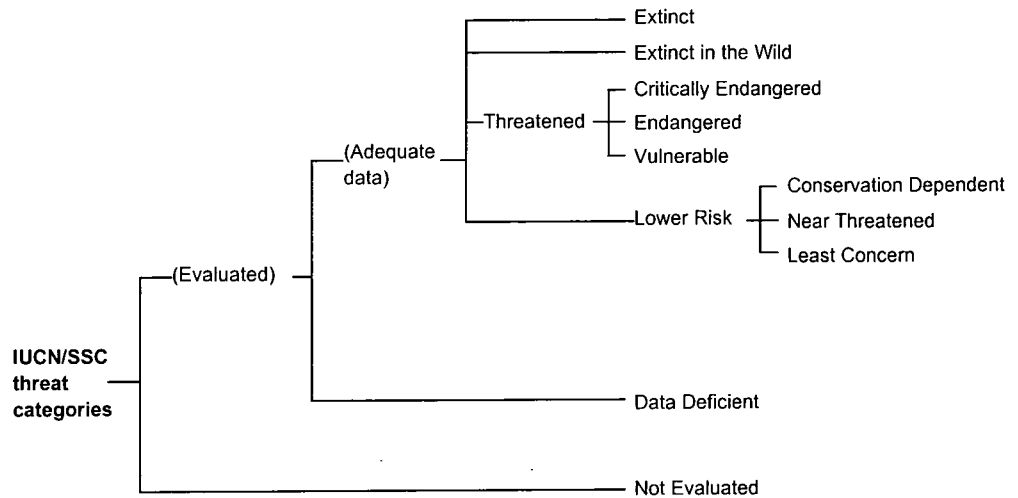 Extinct
Extinct in the Wild
Critically Endangered
Threatened
Endangered
Vulnerable
(Adequate
data)
Conservation Dependent
Lower Risk
Near Threatened
Least Concern
(Evaluated)
IUCN/SSC
threat
categories
Data Deficient
Not Evaluated